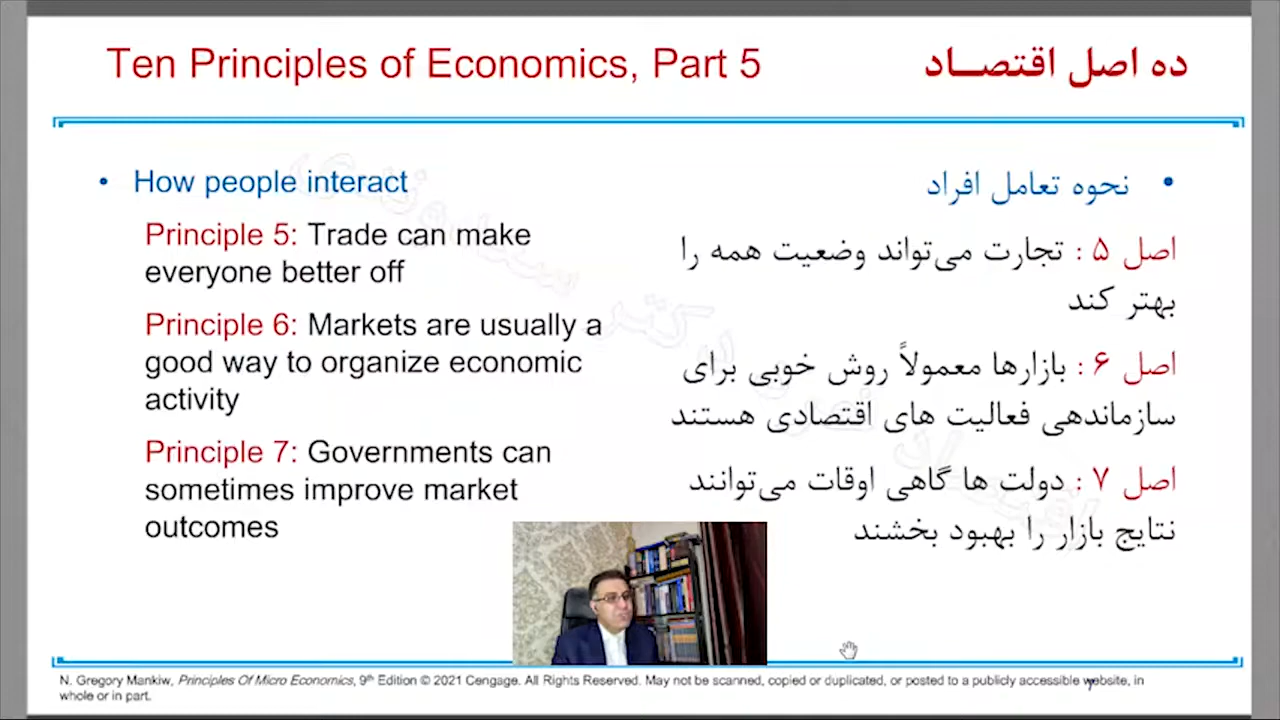 Ten Principles of Economics, Part 5
ده اصل اقتصـــاد
• How people interact
Principle 5: Trade can make
everyone better off
Principle 6: Markets are usually a
good way to organize economic
activity
Principle 7: Governments can
sometimes improve market
outcomes
• نحوه تعامل افراد
اصل ۵ : تجارت می‌تواند وضعیت همه را
بهتر کند
اصل ۶ : بازارها معمولاً روش خوبی برای
سازماندهی فعالیت های اقتصادی هستند
اصل ۷ : دولت ها گاهی اوقات می‌توانند
نتایج بازار را بهبود بخشند
N. Gregory Mankiw, Principles Of Micro Economics, 9th Edition © 2021 Cengage. All Rights Reserved. May not be scanned, copied or duplicated, or posted to a publicly accessible website, in
whole or in part.